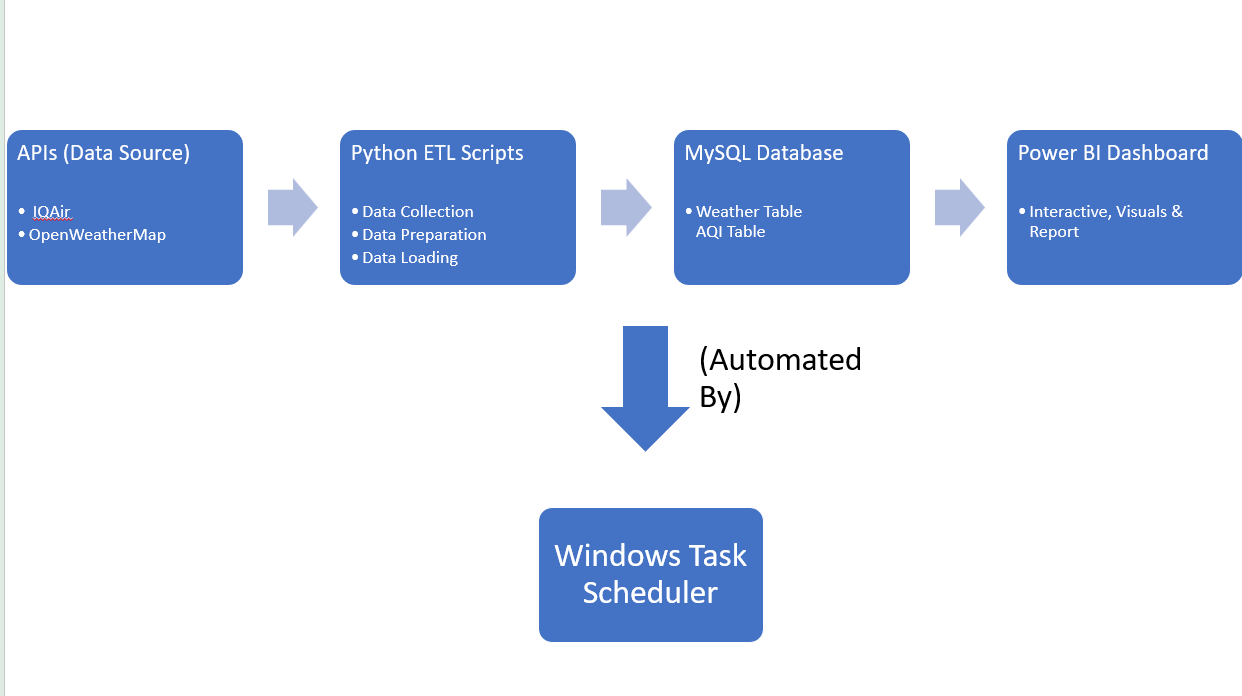 APIs (Data Source)
• IQAir
• OpenWeatherMap
Python ETL Scripts
• Data Collection
• Data Preparation
• Data Loading
MySQL Database
• Weather Table
AQI Table
Power BI Dashboard
• Interactive, Visuals &
Report
(Automated
By)
Windows Task
Scheduler